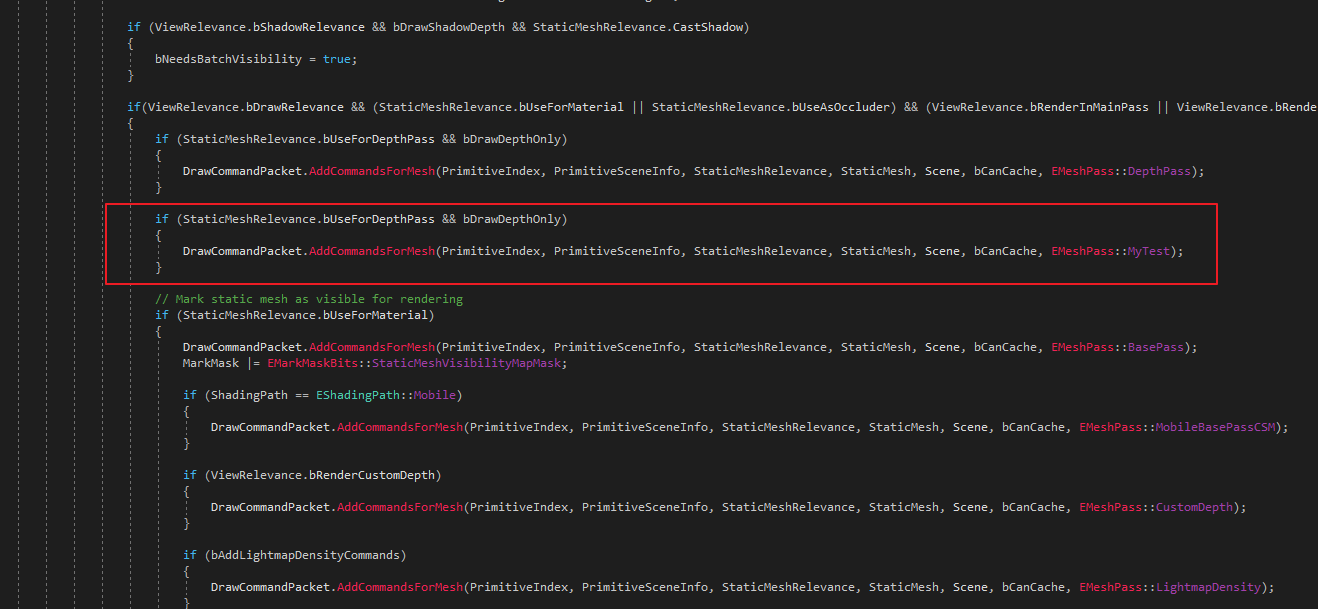 if (ViewRelevance.bShadowRelevance && bDrawShadowDepth && StaticMeshRelevance.CastShadow)
{
bNeedsBatchVisibility = true;
}
if(ViewRelevance.bDrawRelevance && (StaticMeshRelevance.bUseForMaterial || StaticMeshRelevance.bUseAsOccluder) && (ViewRelevance.bRenderInMainPass || ViewRelevance.bRende
{
if (StaticMeshRelevance.bUseForDepthPass && bDrawDepthOnly)
{
DrawCommandPacket.AddCommandsForMesh(PrimitiveIndex, PrimitiveSceneInfo, StaticMeshRelevance, StaticMesh, Scene, bCanCache, EMeshPass::DepthPass);
}
if (StaticMeshRelevance.bUseForDepthPass && bDrawDepthOnly)
{
DrawCommandPacket.AddCommandsForMesh(PrimitiveIndex, PrimitiveSceneInfo, StaticMeshRelevance, StaticMesh, Scene, bCanCache, EMeshPass::MyTest);
}
// Mark static mesh as visible for rendering
if (StaticMeshRelevance.bUseForMaterial)
{
DrawCommandPacket.AddCommandsForMesh(PrimitiveIndex, PrimitiveSceneInfo, StaticMeshRelevance, StaticMesh, Scene, bCanCache, EMeshPass::BasePass);
MarkMask |= EMarkMaskBits::StaticMeshVisibilityMapMask;
if (ShadingPath == EShadingPath::Mobile)
{
DrawCommandPacket.AddCommandsForMesh(PrimitiveIndex, PrimitiveSceneInfo, StaticMeshRelevance, StaticMesh, Scene, bCanCache, EMeshPass::MobileBasePassCSM);
}
if (ViewRelevance.bRenderCustomDepth)
{
DrawCommandPacket.AddCommandsForMesh(PrimitiveIndex, PrimitiveSceneInfo, StaticMeshRelevance, StaticMesh, Scene, bCanCache, EMeshPass::CustomDepth);
}
if (bAddLightmapDensityCommands)
{
DrawCommandPacket.AddCommandsForMesh(PrimitiveIndex, PrimitiveSceneInfo, StaticMeshRelevance, StaticMesh, Scene, bCanCache, EMeshPass::LightmapDensity);
}